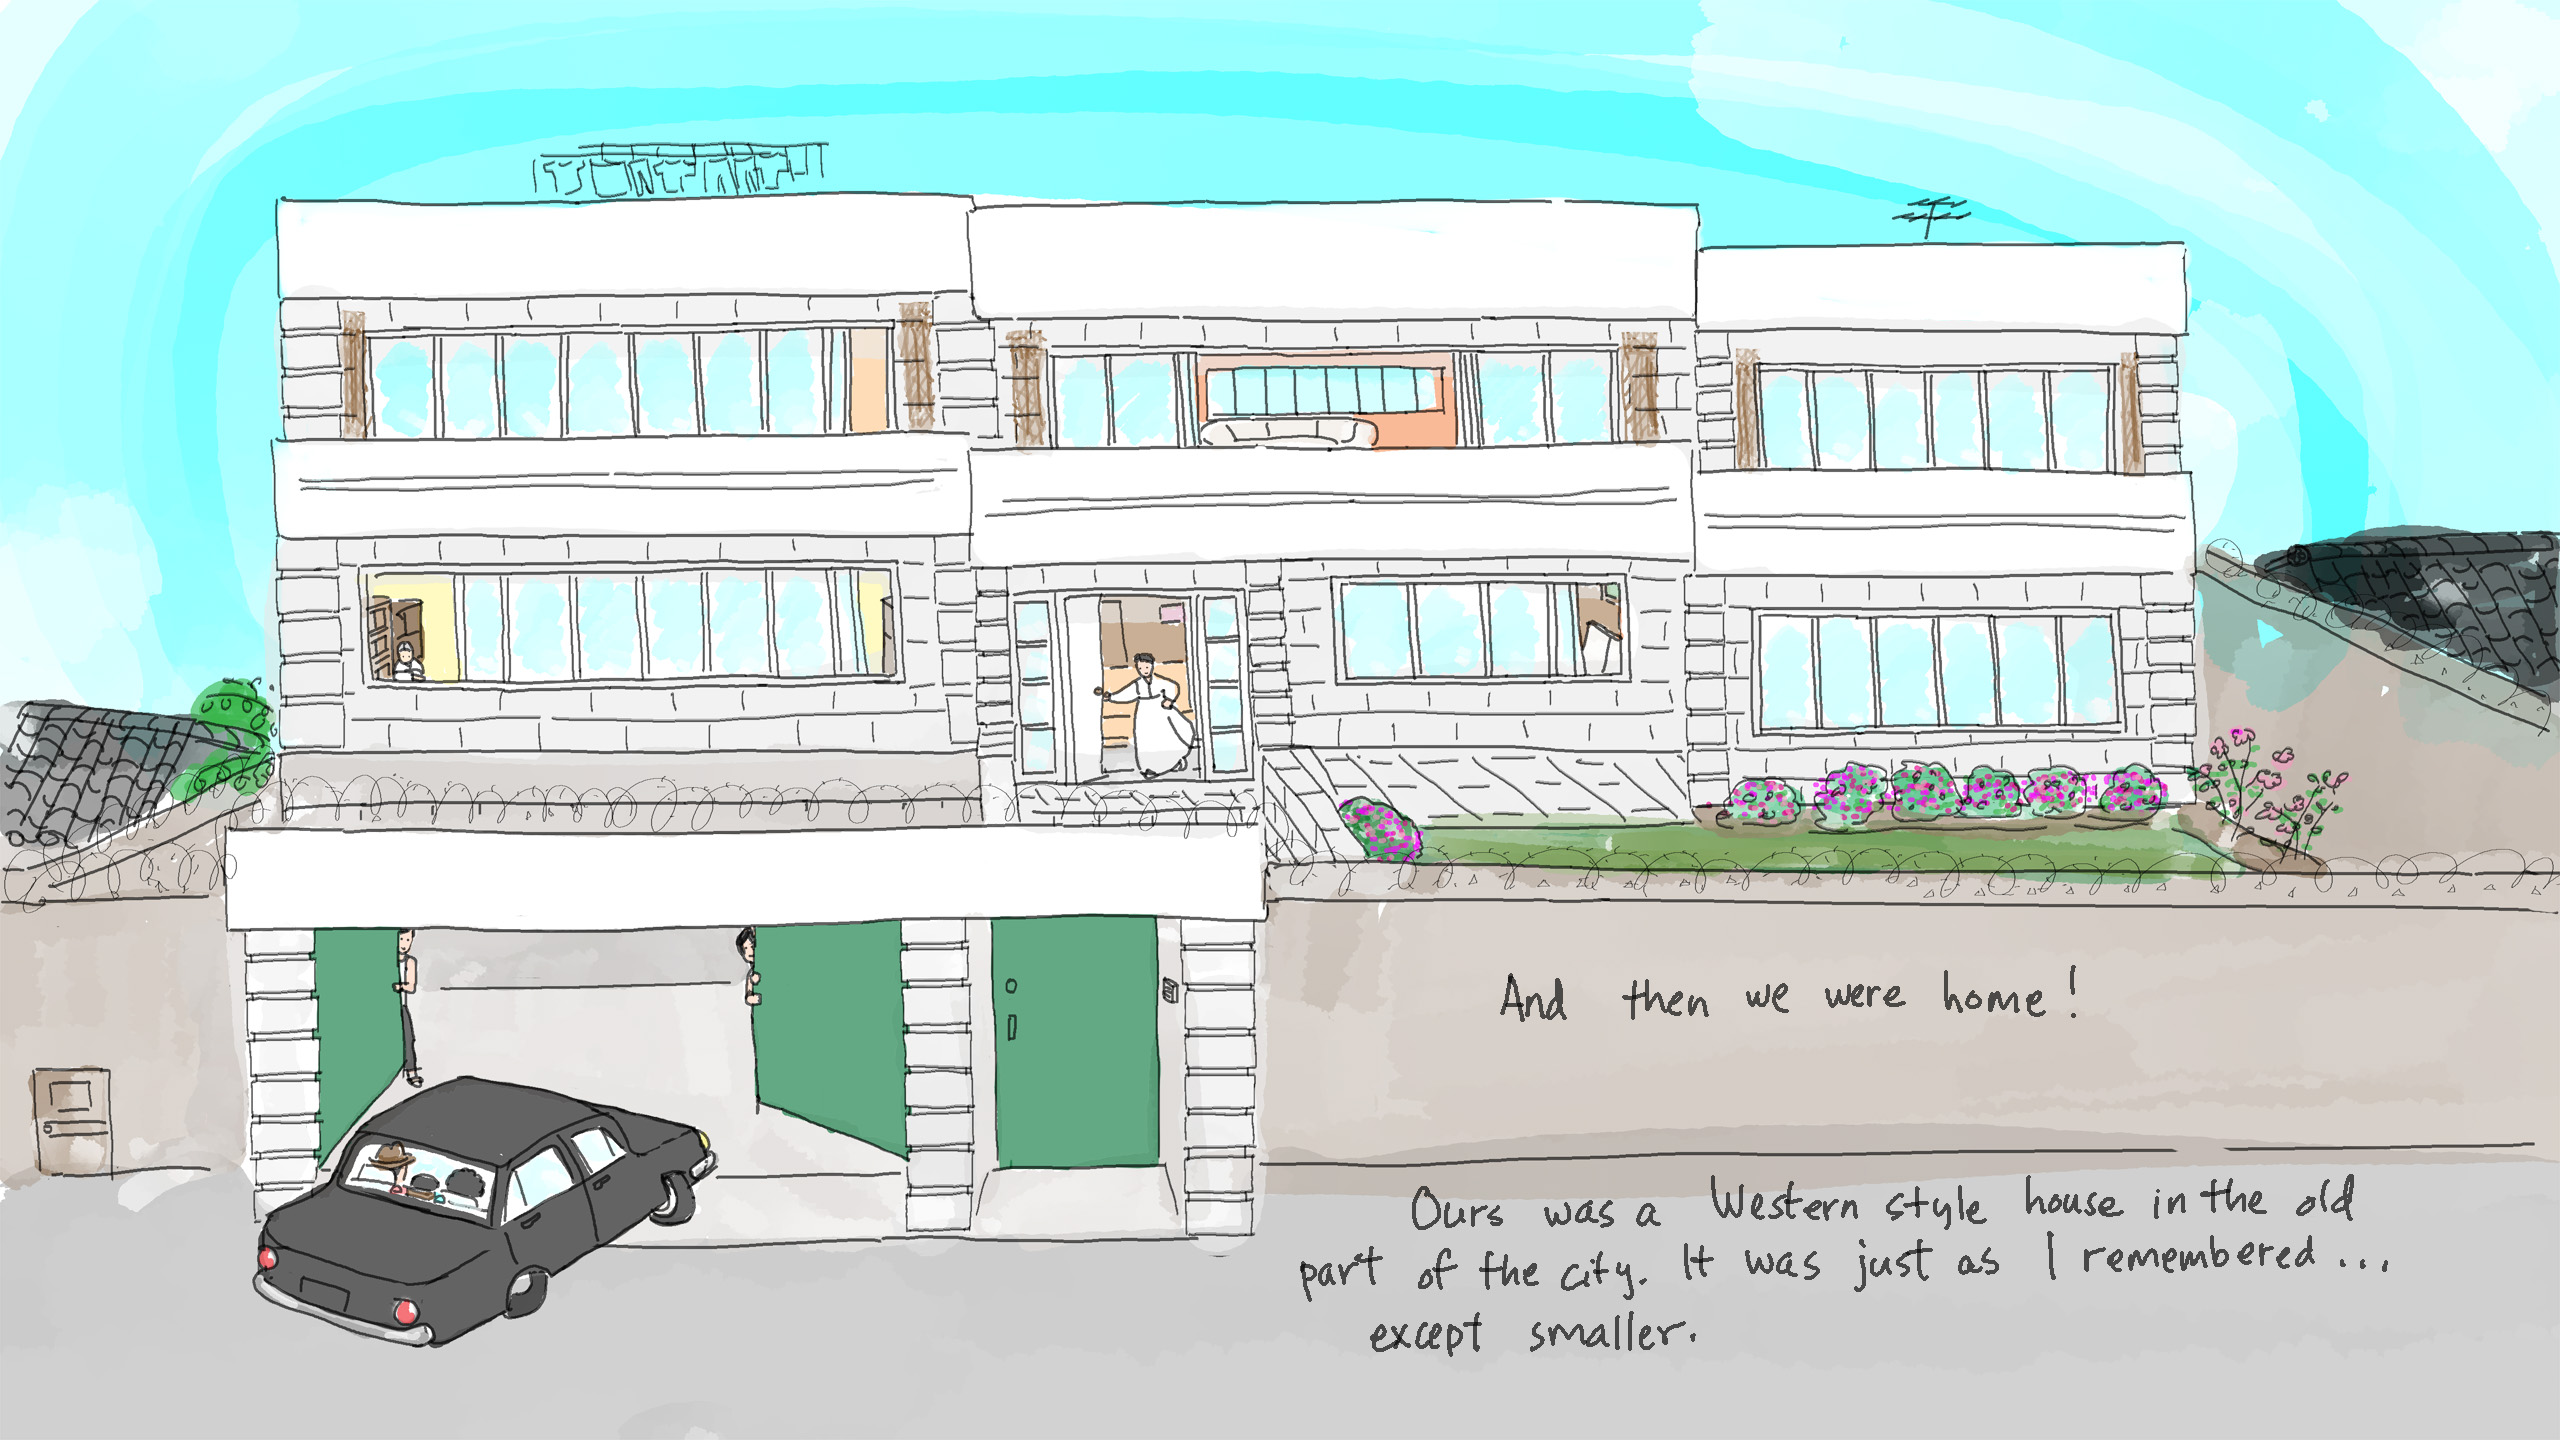 And then we were home!
Ours was a Western style house in the old
part of the city. It was just as I remembered...
except smaller.